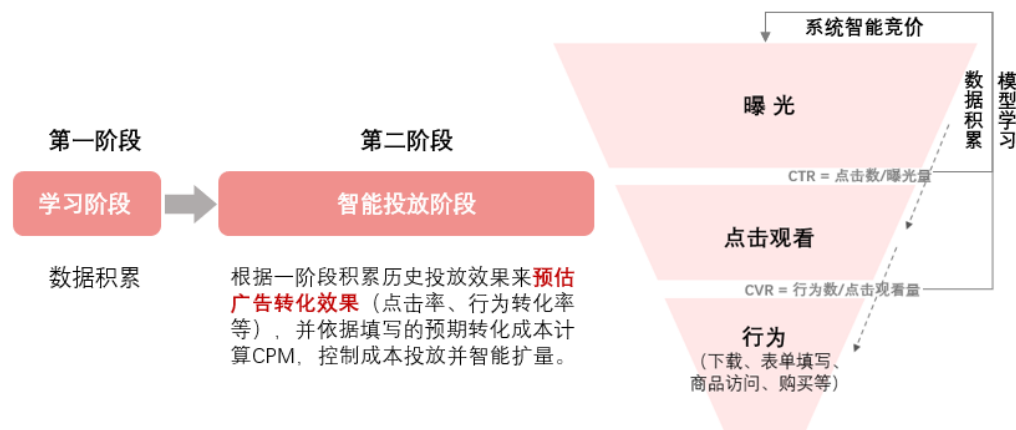 第一阶段
学习阶段
数据积累
第二阶段
智能投放阶段
根据一阶段积累历史投放效果来预估
广告转化效果（点击率、行为转化率
等），并依据填写的预期转化成本计
算CPM，控制成本投放并智能扩量。
系统智能竞价
曝 光
数据积累
模型学习
CTR = 点击数/曝光量
点击观看
CVR = 行为数/点击观看量
行为
（下载、表单填写、
商品访问、购买等）